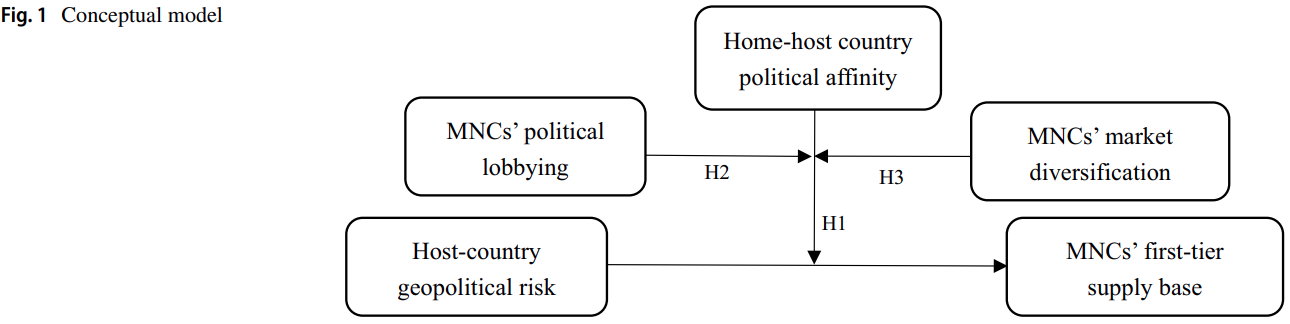 Fig. 1 Conceptual model
Home-host country
political affinity
MNCs' political
lobbying
MNCs' market
diversification
H2
H3
H1
Host-country
geopolitical risk
MNCs' first-tier
supply base